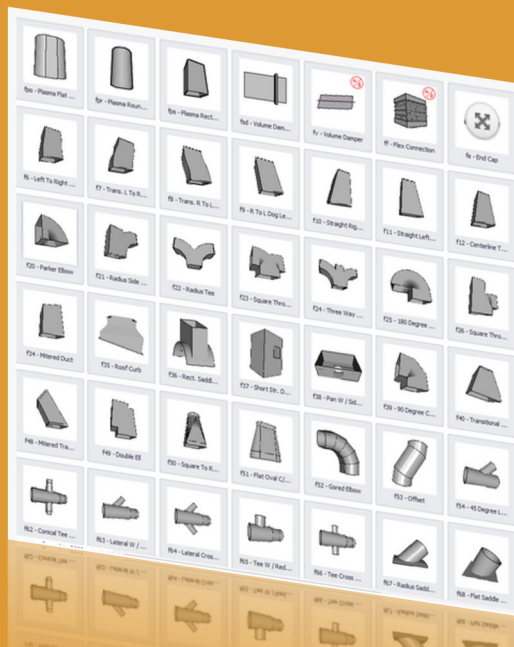 fpo - Plasma Flat ...
fpr - Plasma Roun...
fps - Plasma Rect...
fsd - Volume Dam...
fv - Volume Damper
ff - Flex Connection
fe - End Cap
f6 - Left To Right ...
f7 - Trans. L To R...
f8 - Trans. R To L...
f9 - R To L Dog Le...
f10 - Straight Rig...
f11 - Straight Left...
f12 - Centerline T...
f20 - Parker Elbow
f21 - Radius Side ...
f22 - Radius Tee
f23 - Square Thro...
f24 - Three Way ...
f25 - 180 Degree ...
f26 - Square Thro...
f34 - Mitered Duct
f35 - Roof Curb
f36 - Rect. Saddl...
f37 - Short Str. D...
f38 - Pan W / Sid...
f39 - 90 Degree C...
f40 - Transitional ...
f48 - Mitered Tra...
f49 - Double Ell
f50 - Square To R...
f51 - Flat Oval C/...
f52 - Gored Elbow
f53 - Offset
f54 - 45 Degree L...
f62 - Conical Tee ...
f63 - Lateral W / ...
f64 - Lateral Cros...
f65 - Tee W / Red...
f66 - Tee Cross ...
f67 - Radius Sadd...
f68 - Flat Saddle ...